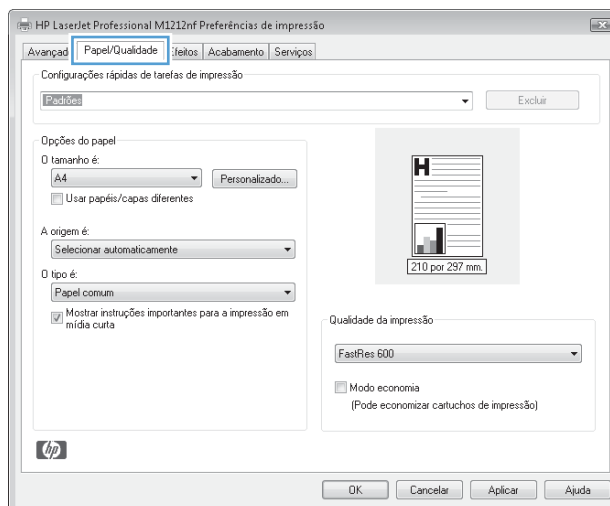 HP LaserJet Professional M1212nf Preferências de impressão
Avançado Papel/Qualidade Efeitos Acabamento Serviços
Configurações rápidas de tarefas de impressão
Padrões Excluir
Opções do papel
O tamanho é:
A4 Personalizado...
Usar papéis/capas diferentes
A origem é:
Selecionar automaticamente
O tipo é:
Papel comum
Mostrar instruções importantes para a impressão em
mídia curta
H
210 por 297 mm.
Qualidade da impressão
FastRes 600
Modo economia
(Pode economizar cartuchos de impressão)
hp
OK Cancelar Aplicar Ajuda